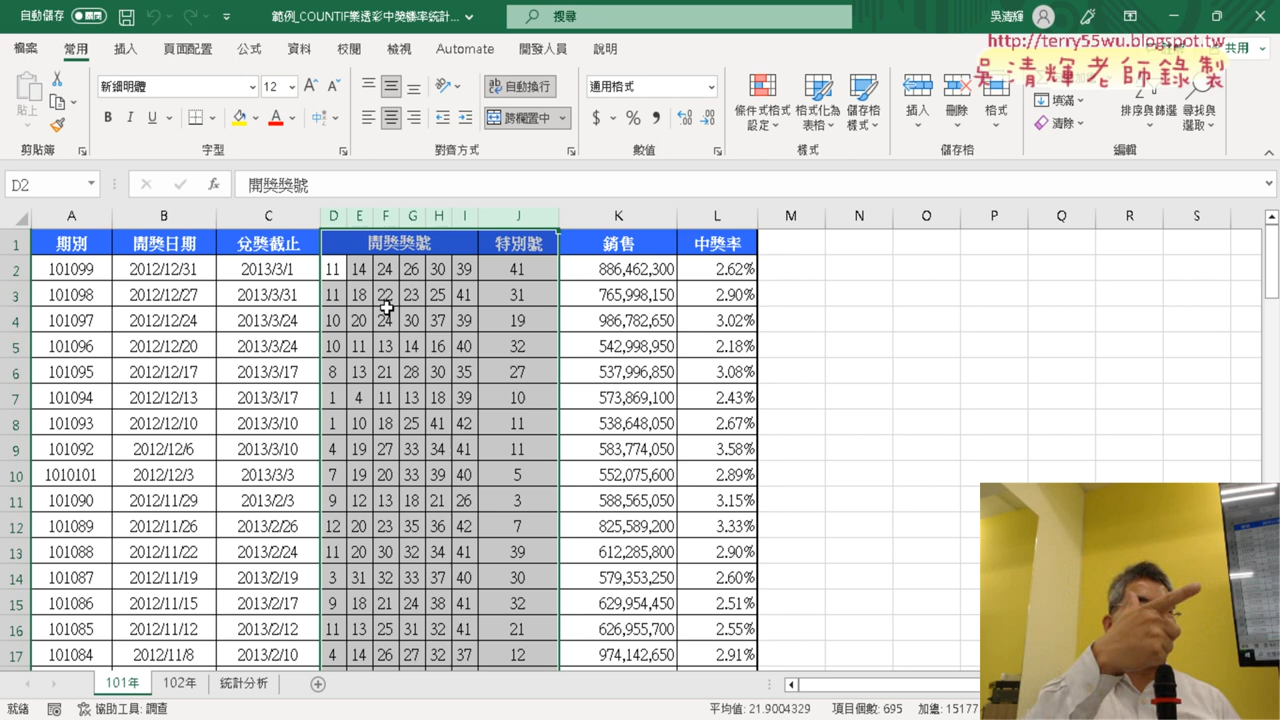 自動儲存 關閉 範例_COUNTIF樂透彩中獎機率統計... 搜尋 吳清輝
檔案 常用 插入 頁面配置 公式 資料 校閱 檢視 Automate 開發人員 說明 共用
http://terry55wu.blogspot.tw
吳清輝老師錄製
貼上 新細明體 12 自動換行 跨欄置中 通用格式 條件式格式設定 格式化為表格 儲存格樣式 插入 刪除 格式 填滿 清除 排序與篩選 尋找與選取
剪貼簿 字型 對齊方式 數值 樣式 儲存格 編輯
D2 fx 開獎獎號
A B C D E F G H I J K L M N O P Q R S
1 期別 開獎日期 兌獎截止 開獎獎號 特別號 銷售 中獎率
2 101099 2012/12/31 2013/3/1 11 14 24 26 30 39 41 886,462,300 2.62%
3 101098 2012/12/27 2013/3/31 11 18 22 23 25 41 31 765,998,150 2.90%
4 101097 2012/12/24 2013/3/24 10 20 24 30 37 39 19 986,782,650 3.02%
5 101096 2012/12/20 2013/3/24 10 11 13 14 16 40 32 542,998,950 2.18%
6 101095 2012/12/17 2013/3/17 8 13 21 28 30 35 27 537,996,850 3.08%
7 101094 2012/12/13 2013/3/17 1 4 11 13 18 39 10 573,869,100 2.43%
8 101093 2012/12/10 2013/3/10 1 10 18 25 41 42 11 538,648,050 2.67%
9 101092 2012/12/6 2013/3/10 4 19 27 33 34 41 11 583,774,050 3.58%
10 1010101 2012/12/3 2013/3/3 7 19 20 33 39 40 5 552,075,600 2.89%
11 101090 2012/11/29 2013/2/3 9 12 13 18 21 26 3 588,565,050 3.15%
12 101089 2012/11/26 2013/2/26 12 20 23 35 36 42 7 825,589,200 3.33%
13 101088 2012/11/22 2013/2/24 11 20 30 32 34 41 39 612,285,800 2.90%
14 101087 2012/11/19 2013/2/19 3 31 32 33 37 40 30 579,353,250 2.60%
15 101086 2012/11/15 2013/2/17 9 18 21 24 38 41 32 629,954,450 2.51%
16 101085 2012/11/12 2013/2/12 11 13 25 31 32 41 21 626,955,700 2.55%
17 101084 2012/11/8 2013/2/10 4 14 26 27 32 37 12 974,142,650 2.91%
101年 102年 統計分析
就緒 協助工具: 調查 平均值: 21.9004329 項目個數: 695 加總: 15177